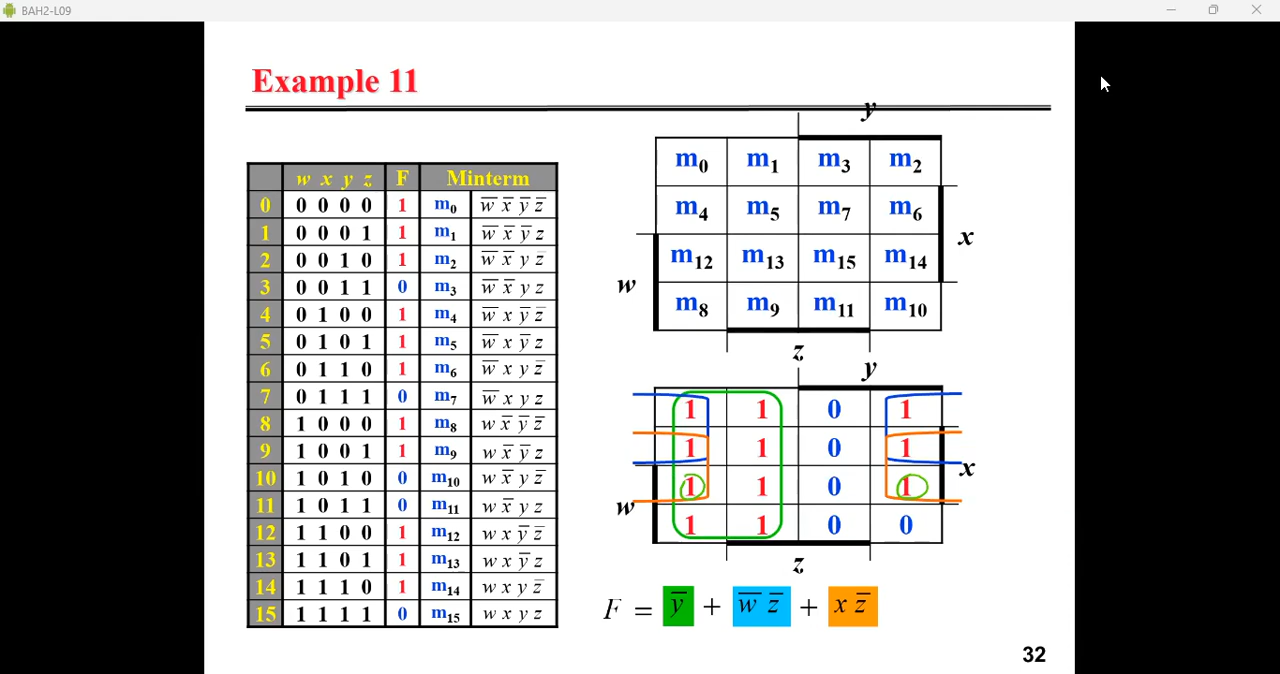 BAH2-L09
Example 11
w x y z F Minterm
0 0 0 0 0 1 m₀ w̅ x̅ y̅ z̅
1 0 0 0 1 1 m₁ w̅ x̅ y̅ z
2 0 0 1 0 1 m₂ w̅ x̅ y z̅
3 0 0 1 1 0 m₃ w̅ x̅ y z
4 0 1 0 0 1 m₄ w̅ x y̅ z̅
5 0 1 0 1 1 m₅ w̅ x y̅ z
6 0 1 1 0 1 m₆ w̅ x y z̅
7 0 1 1 1 0 m₇ w̅ x y z
8 1 0 0 0 1 m₈ w x̅ y̅ z̅
9 1 0 0 1 1 m₉ w x̅ y̅ z
10 1 0 1 0 0 m₁₀ w x̅ y z̅
11 1 0 1 1 0 m₁₁ w x̅ y z
12 1 1 0 0 1 m₁₂ w x y̅ z̅
13 1 1 0 1 1 m₁₃ w x y̅ z
14 1 1 1 0 1 m₁₄ w x y z̅
15 1 1 1 1 0 m₁₅ w x y z
y
m₀ m₁ m₃ m₂
m₄ m₅ m₇ m₆
x
m₁₂ m₁₃ m₁₅ m₁₄
w
m₈ m₉ m₁₁ m₁₀
z
y
1 1 0 1
1 1 0 1
x
1 1 0 1
w
1 1 0 0
z
F = y̅ + w̅ z̅ + x z̅
32